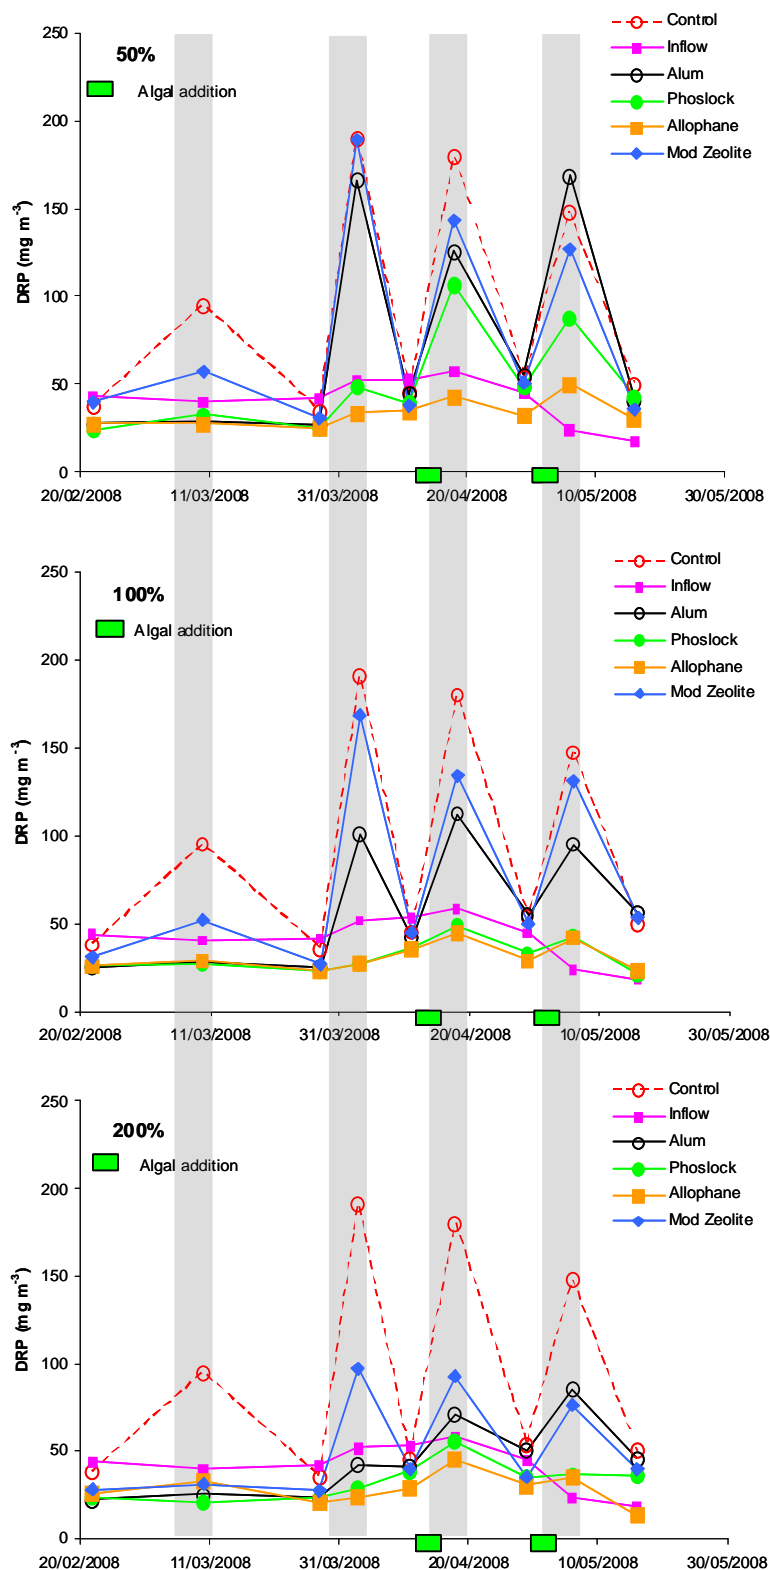 250
200
150
100
50
0
DRP (mg m-3)
50%
Algal addition
Control
Inflow
Alum
Phoslock
Allophane
Mod Zeolite
20/02/2008 11/03/2008 31/03/2008 20/04/2008 10/05/2008 30/05/2008
250
200
150
100
50
0
DRP (mg m-3)
100%
Algal addition
Control
Inflow
Alum
Phoslock
Allophane
Mod Zeolite
20/02/2008 11/03/2008 31/03/2008 20/04/2008 10/05/2008 30/05/2008
250
200
150
100
50
0
DRP (mg m-3)
200%
Algal addition
Control
Inflow
Alum
Phoslock
Allophane
Mod Zeolite
20/02/2008 11/03/2008 31/03/2008 20/04/2008 10/05/2008 30/05/2008